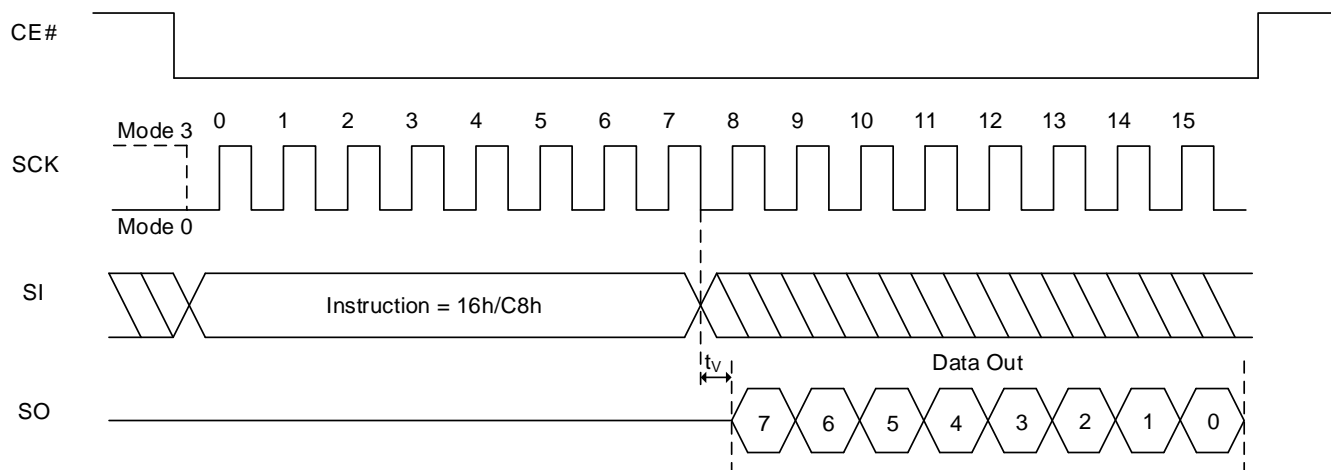 CE#
0 1 2 3 4 5 6 7 8 9 10 11 12 13 14 15
Mode 3
SCK
Mode 0
SI
Instruction = 16h/C8h
tV
Data Out
SO
7 6 5 4 3 2 1 0